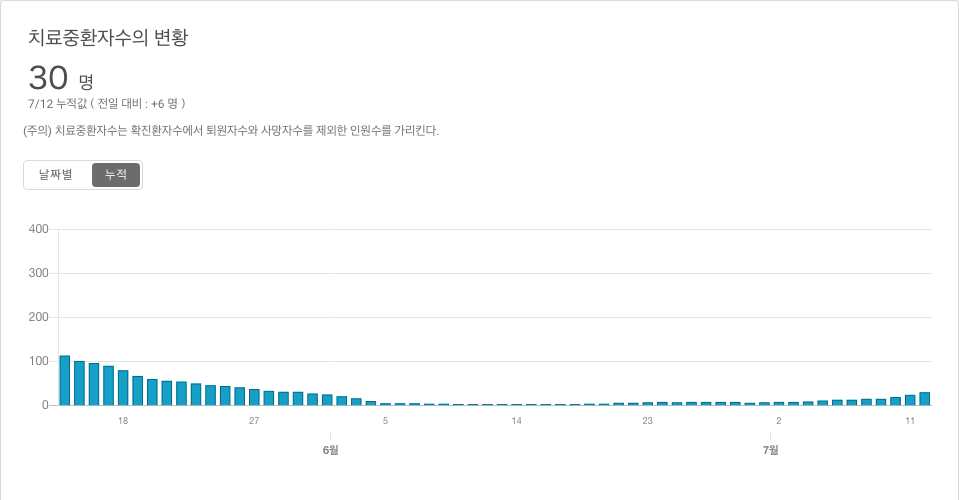 치료중환자수의 변황
30 명
7/12 누적값 ( 전일 대비 : +6 명 )
(주의) 치료중환자수는 확진환자수에서 퇴원자수와 사망자수를 제외한 인원수를 가리킨다.
날짜별 누적
400
300
200
100
0
18 27 5 14 23 2 11
6월 7월